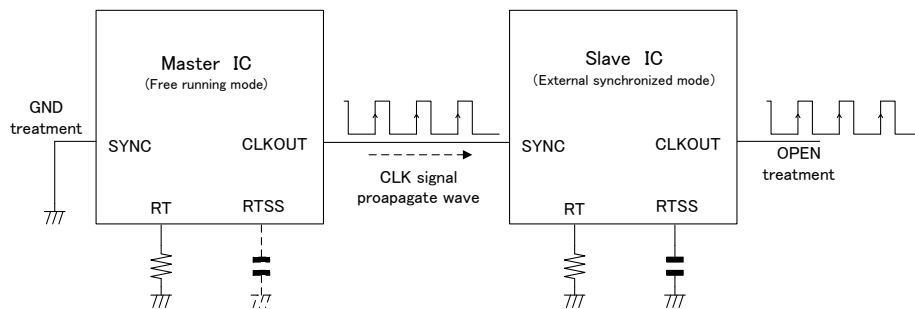 Master IC
(Free running mode)
GND
treatment
SYNC
CLKOUT
RT
RTSS
CLK signal
proapagate wave
Slave IC
(External synchronized mode)
SYNC
CLKOUT
RT
RTSS
OPEN
treatment